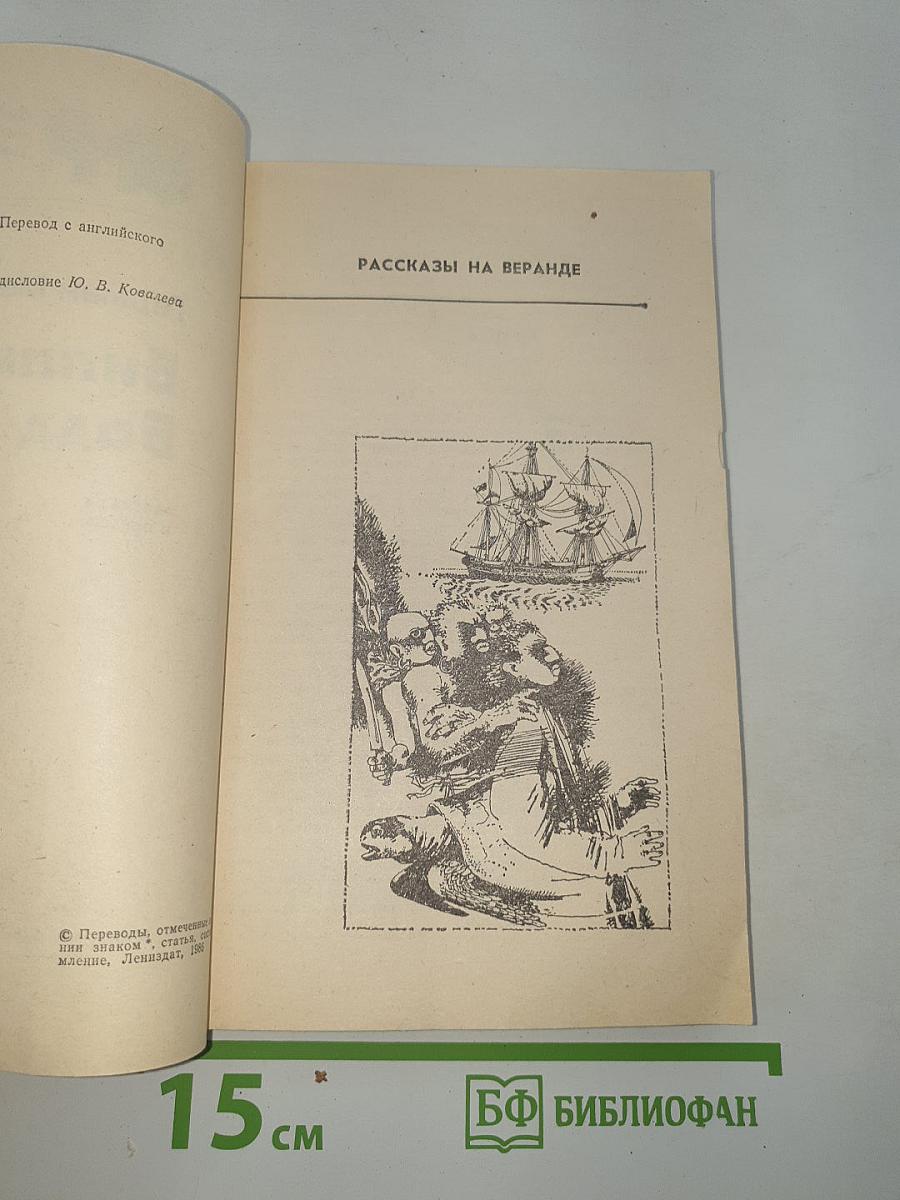 Перевод с английского
дисловие Ю. В. Ковалева
© Переводы, отмеченные
нии знаком *, статья,
мление, Лениздат, 1986
РАССКАЗЫ НА ВЕРАНДЕ
15 см
БФ БИБЛИОФАН